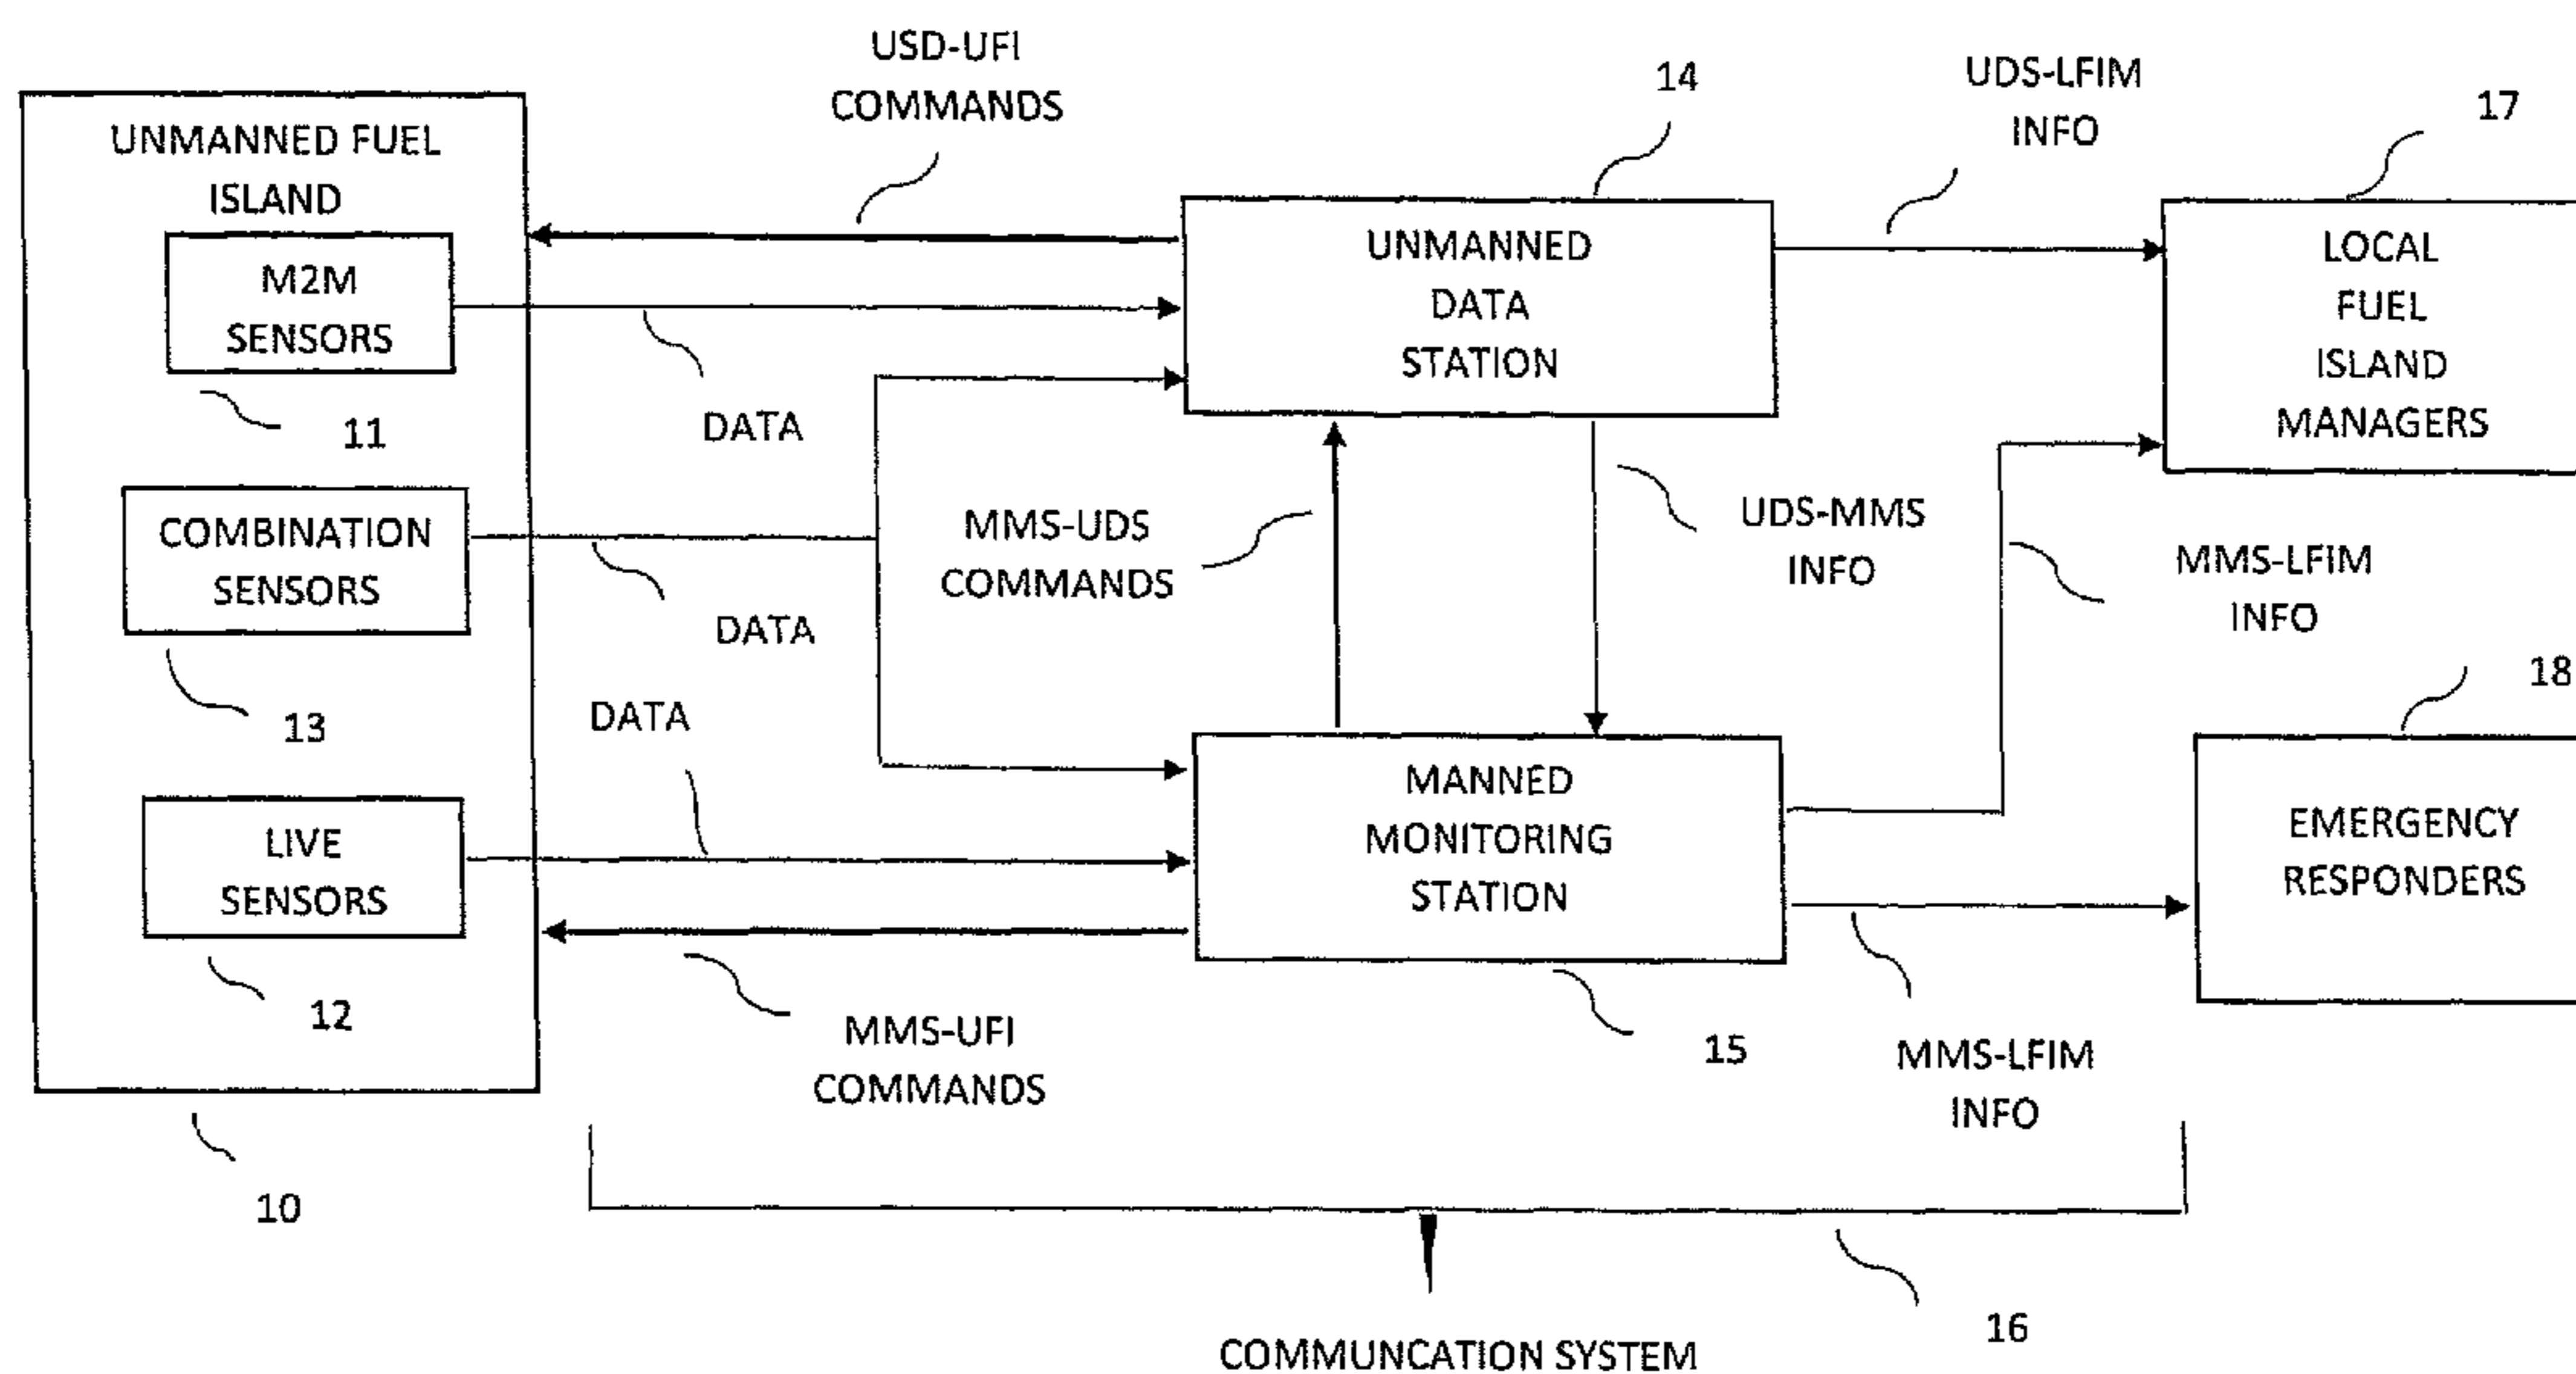 USD-UFI
COMMANDS
14
UDS-LFIM
INFO
17
UNMANNED FUEL
ISLAND
M2M
SENSORS
11
DATA
UNMANNED
DATA
STATION
LOCAL
FUEL
ISLAND
MANAGERS
COMBINATION
SENSORS
13
DATA
MMS-UDS
COMMANDS
UDS-MMS
INFO
MMS-LFIM
INFO
18
DATA
LIVE
SENSORS
12
MANNED
MONITORING
STATION
EMERGENCY
RESPONDERS
MMS-UFI
COMMANDS
15
MMS-LFIM
INFO
10
16
COMMUNCATION SYSTEM